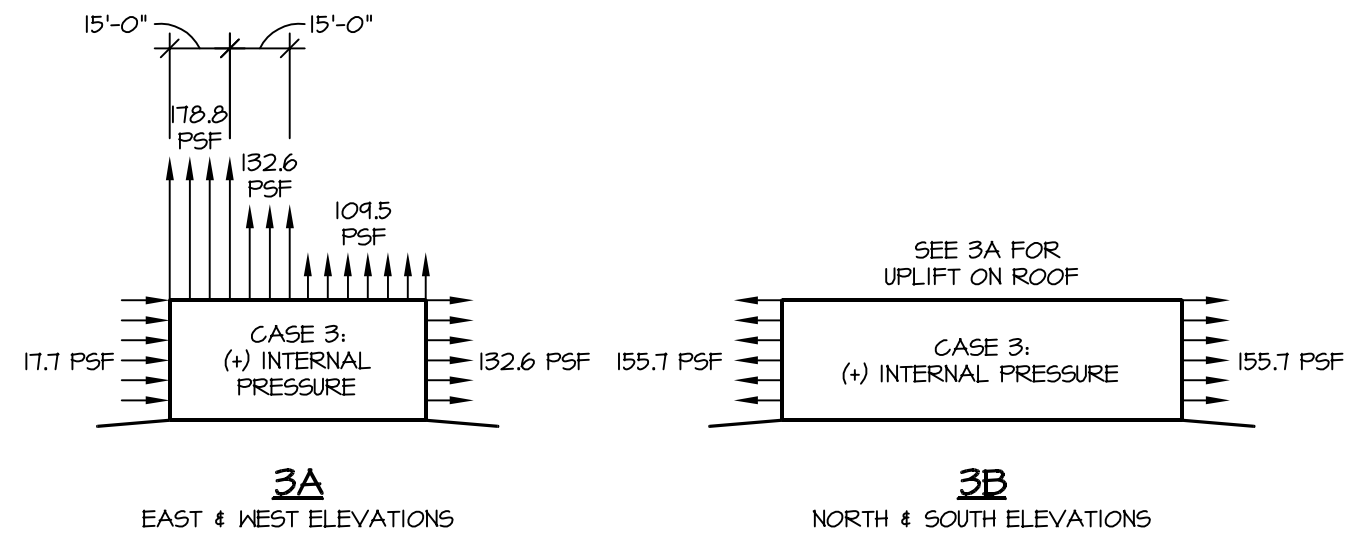 15'-0"
15'-0"
178.8
PSF
132.6
PSF
109.5
PSF
17.7 PSF
CASE 3:
(+) INTERNAL
PRESSURE
132.6 PSF
3A
EAST & WEST ELEVATIONS
SEE 3A FOR
UPLIFT ON ROOF
155.7 PSF
CASE 3:
(+) INTERNAL PRESSURE
155.7 PSF
3B
NORTH & SOUTH ELEVATIONS